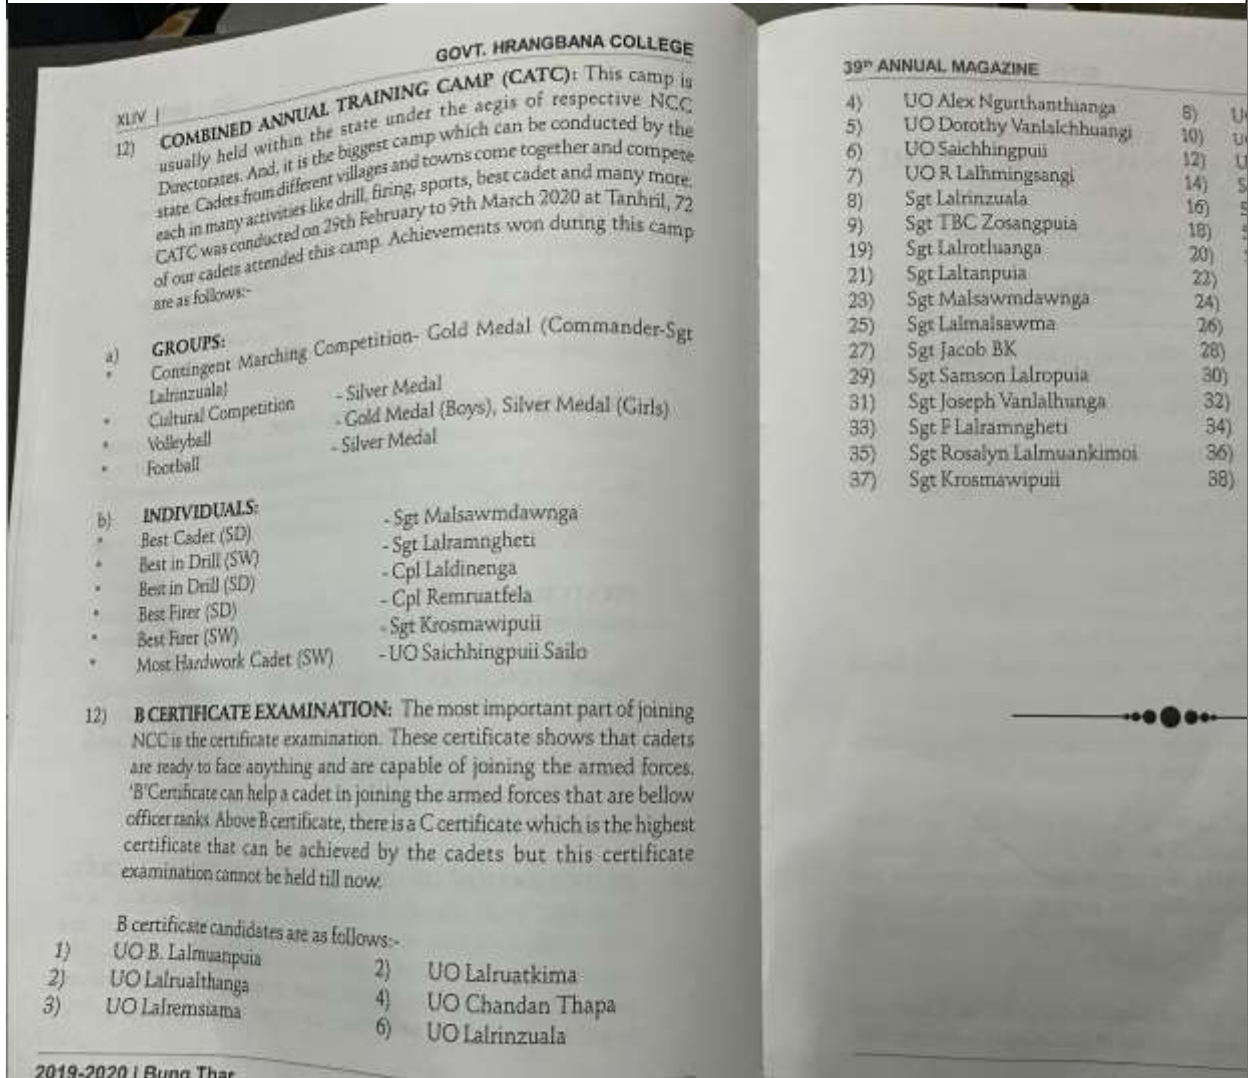 GOVT. HRANGBANA COLLEGE
XLIV |
12) COMBINED ANNUAL TRAINING CAMP (CATC): This camp is
usually held within the state under the aegis of respective NCC
Directorates. And, it is the biggest camp which can be conducted by the
state. Cadets from different villages and towns come together and compete
each in many activities like drill, firing, sports, best cadet and many more.
CATC was conducted on 29th February to 9th March 2020 at Tanhril, 72
of our cadets attended this camp. Achievements won during this camp
are as follows:-
a) GROUPS:
• Contingent Marching Competition- Gold Medal (Commander-Sgt
Lalrinzuala)
• Cultural Competition - Silver Medal
• Volleyball - Gold Medal (Boys), Silver Medal (Girls)
• Football - Silver Medal
b) INDIVIDUALS:
• Best Cadet (SD) - Sgt Malsawmdawnga
• Best in Drill (SW) - Sgt Lalramngheti
• Best in Drill (SD) - Cpl Laldinenga
• Best Firer (SD) - Cpl Remruatfela
• Best Firer (SW) - Sgt Krosmawipuii
• Most Hardwork Cadet (SW) - UO Saichhingpuii Sailo
12) B CERTIFICATE EXAMINATION: The most important part of joining
NCC is the certificate examination. These certificate shows that cadets
are ready to face anything and are capable of joining the armed forces.
'B'Certificate can help a cadet in joining the armed forces that are bellow
officer ranks. Above B certificate, there is a C certificate which is the highest
certificate that can be achieved by the cadets but this certificate
examination cannot be held till now.
B certificate candidates are as follows:-
1) UO B. Lalmuanpuia 2) UO Lalruatkima
2) UO Lalrualthanga 4) UO Chandan Thapa
3) UO Lalremsiama 6) UO Lalrinzuala
2019-2020 | Bung Thar
39th ANNUAL MAGAZINE
4) UO Alex Ngurthanthianga 8)
5) UO Dorothy Vanlalchhuangi 10)
6) UO Saichhingpuii 12)
7) UO R Lalhmingsangi 14)
8) Sgt Lalrinzuala 16)
9) Sgt TBC Zosangpuia 18)
19) Sgt Lalrotluanga 20)
21) Sgt Laltanpuia 22)
23) Sgt Malsawmdawnga 24)
25) Sgt Lalmalsawma 26)
27) Sgt Jacob BK 28)
29) Sgt Samson Lalropuia 30)
31) Sgt Joseph Vanlalhunga 32)
33) Sgt F Lalramngheti 34)
35) Sgt Rosalyn Lalmuankimoi 36)
37) Sgt Krosmawipuii 38)